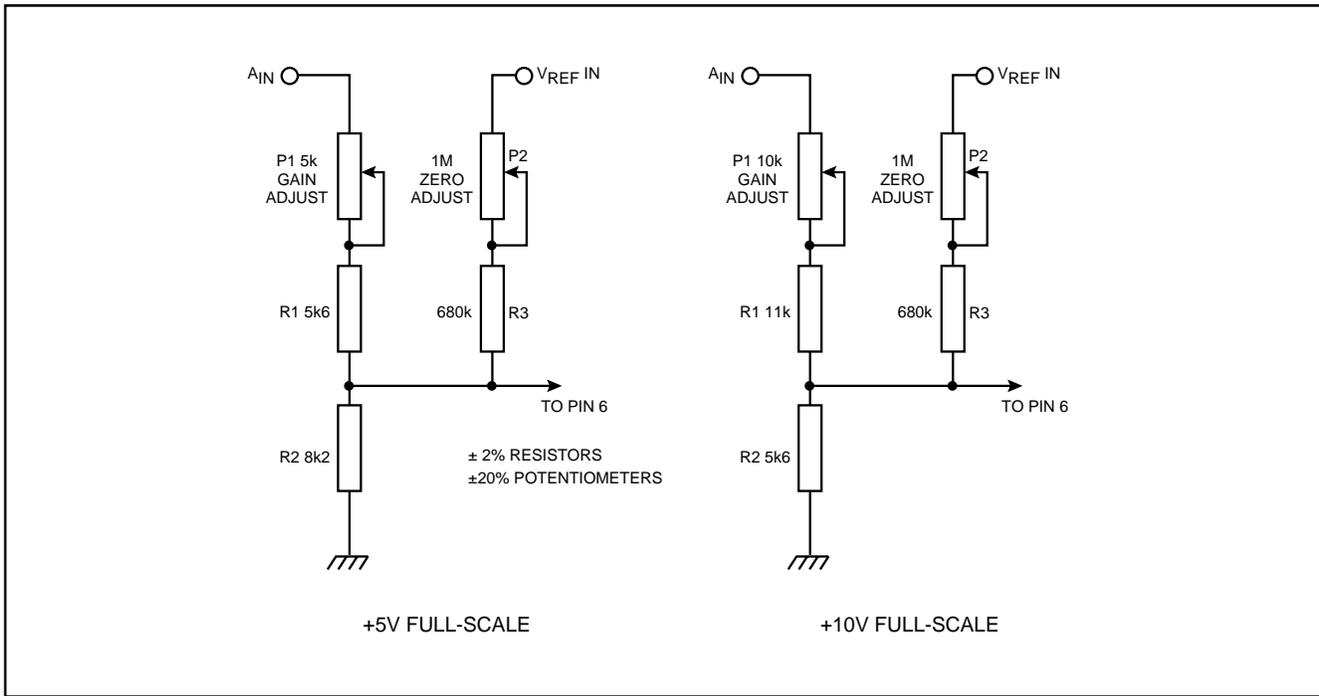 AIN
VREF IN
P1 5k
GAIN
ADJUST
1M
ZERO
ADJUST
P2
R1 5k6
680k
R3
TO PIN 6
R2 8k2
± 2% RESISTORS
±20% POTENTIOMETERS
+5V FULL-SCALE
AIN
VREF IN
P1 10k
GAIN
ADJUST
1M
ZERO
ADJUST
P2
R1 11k
680k
R3
TO PIN 6
R2 5k6
+10V FULL-SCALE